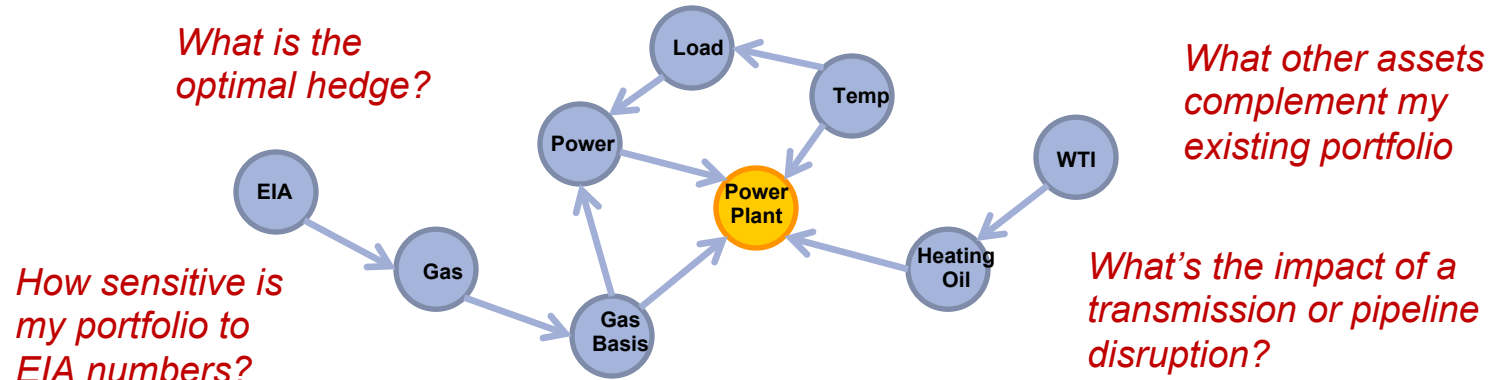 What is the
optimal hedge?
Load
Temp
What other assets
complement my
existing portfolio
Power
WTI
EIA
Power
Plant
Gas
Heating
Oil
How sensitive is
my portfolio to
EIA numbers?
What's the impact of a
transmission or pipeline
disruption?
Gas
Basis